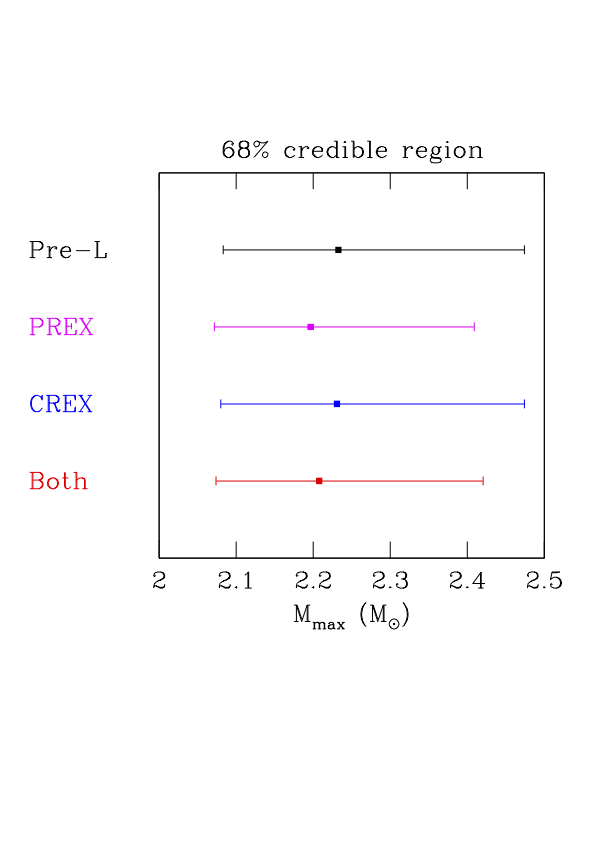 68% credible region
Pre-L
PREX
CREX
Both
2 2.1 2.2 2.3 2.4 2.5
M_max (M_⊙)